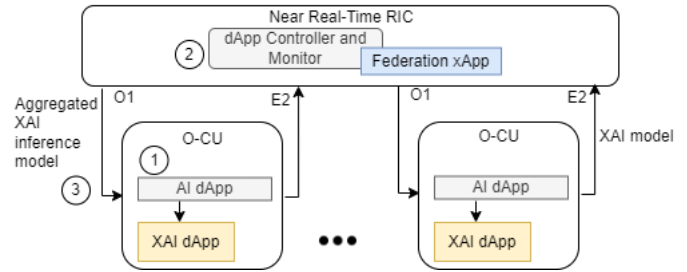 Near Real-Time RIC
2
dApp Controller and
Monitor
Federation xApp
O1
E2
O1
E2
Aggregated
XAI
inference
model
3
O-CU
1
AI dApp
XAI dApp
O-CU
AI dApp
XAI dApp
XAI model